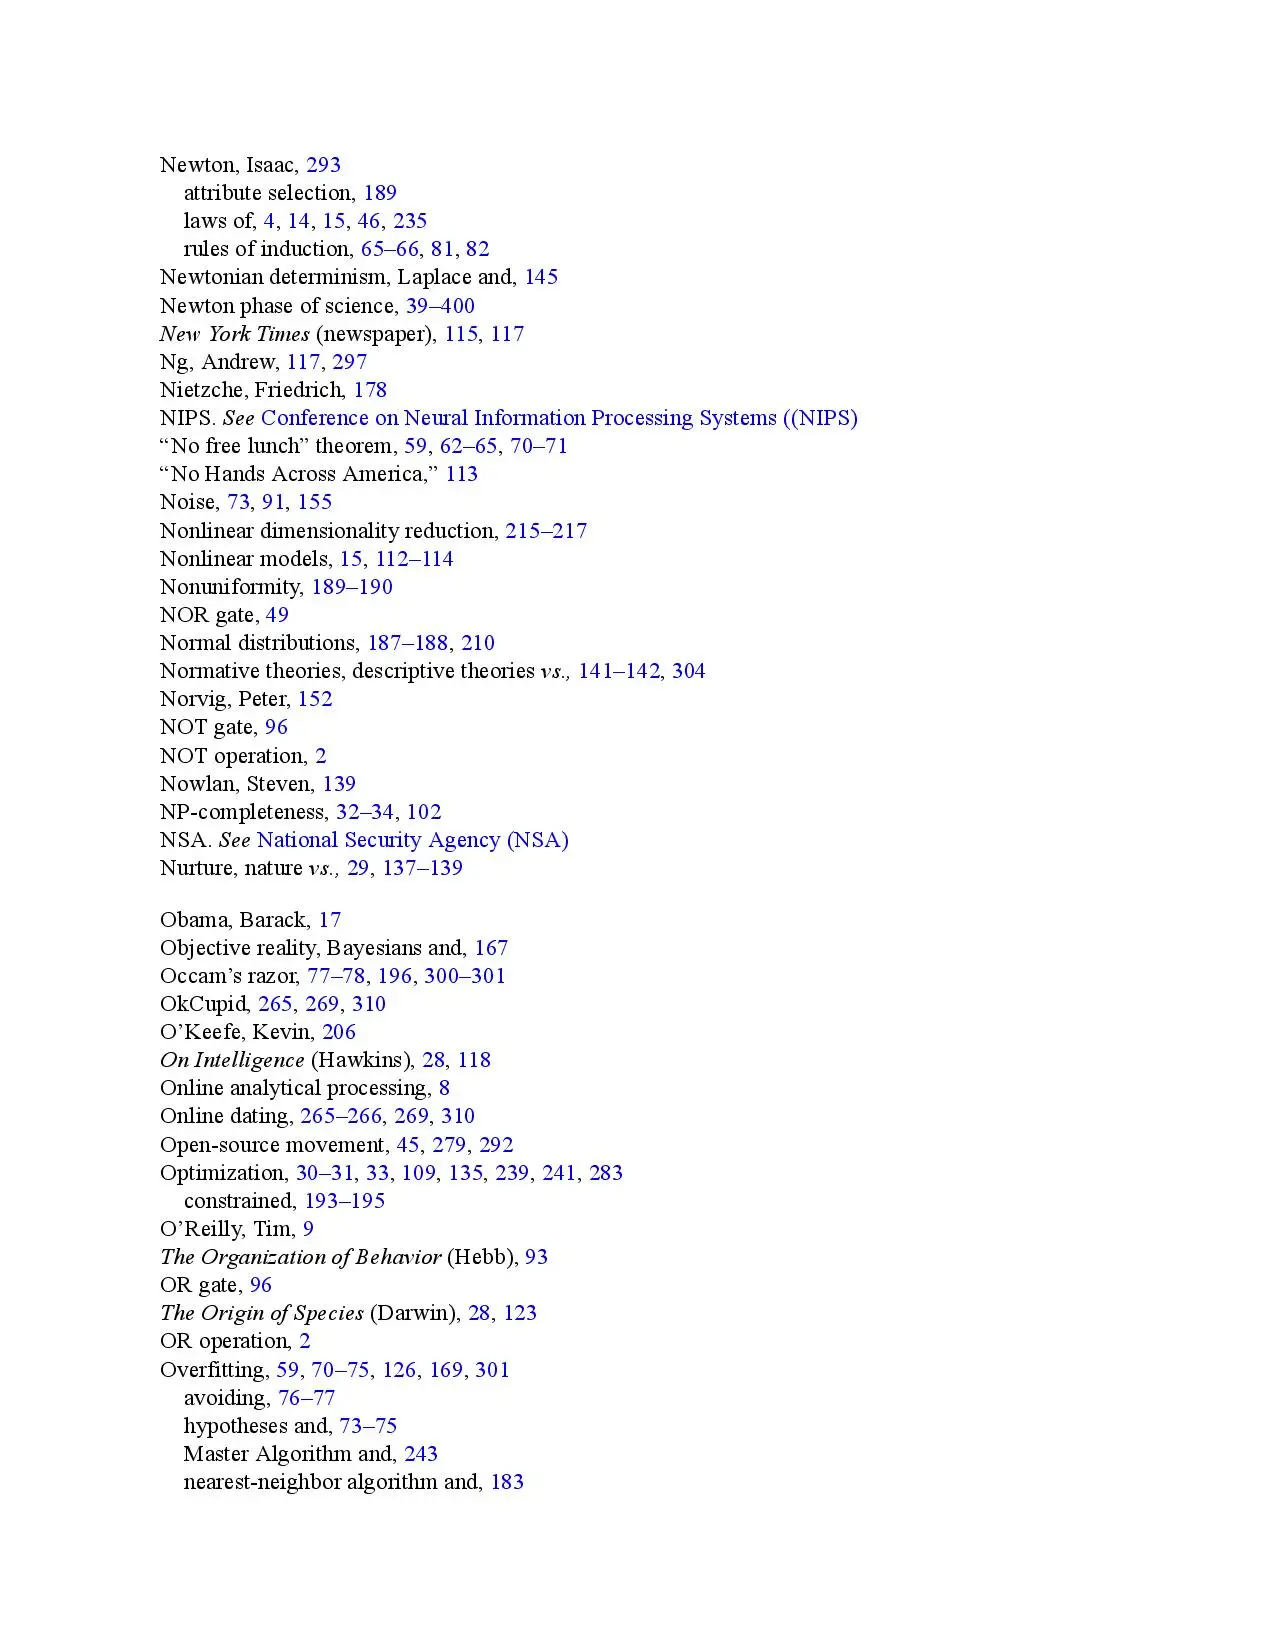 Newton, Isaac, 293
attribute selection, 189
laws of, 4, 14, 15, 46, 235
rules of induction, 65–66, 81, 82
Newtonian determinism, Laplace and, 145
Newton phase of science, 39–400
New York Times (newspaper), 115, 117
Ng, Andrew, 117, 297
Nietzche, Friedrich, 178
NIPS. See Conference on Neural Information Processing Systems ((NIPS)
“No free lunch” theorem, 59, 62–65, 70–71
“No Hands Across America,” 113
Noise, 73, 91, 155
Nonlinear dimensionality reduction, 215–217
Nonlinear models, 15, 112–114
Nonuniformity, 189–190
NOR gate, 49
Normal distributions, 187–188, 210
Normative theories, descriptive theories vs., 141–142, 304
Norvig, Peter, 152
NOT gate, 96
NOT operation, 2
Nowlan, Steven, 139
NP-completeness, 32–34, 102
NSA. See National Security Agency (NSA)
Nurture, nature vs., 29, 137–139
Obama, Barack, 17
Objective reality, Bayesians and, 167
Occam’s razor, 77–78, 196, 300–301
OkCupid, 265, 269, 310
O’Keefe, Kevin, 206
On Intelligence (Hawkins), 28, 118
Online analytical processing, 8
Online dating, 265–266, 269, 310
Open-source movement, 45, 279, 292
Optimization, 30–31, 33, 109, 135, 239, 241, 283
constrained, 193–195
O’Reilly, Tim, 9
The Organization of Behavior (Hebb), 93
OR gate, 96
The Origin of Species (Darwin), 28, 123
OR operation, 2
Overfitting, 59, 70–75, 126, 169, 301
avoiding, 76–77
hypotheses and, 73–75
Master Algorithm and, 243
nearest-neighbor algorithm and, 183